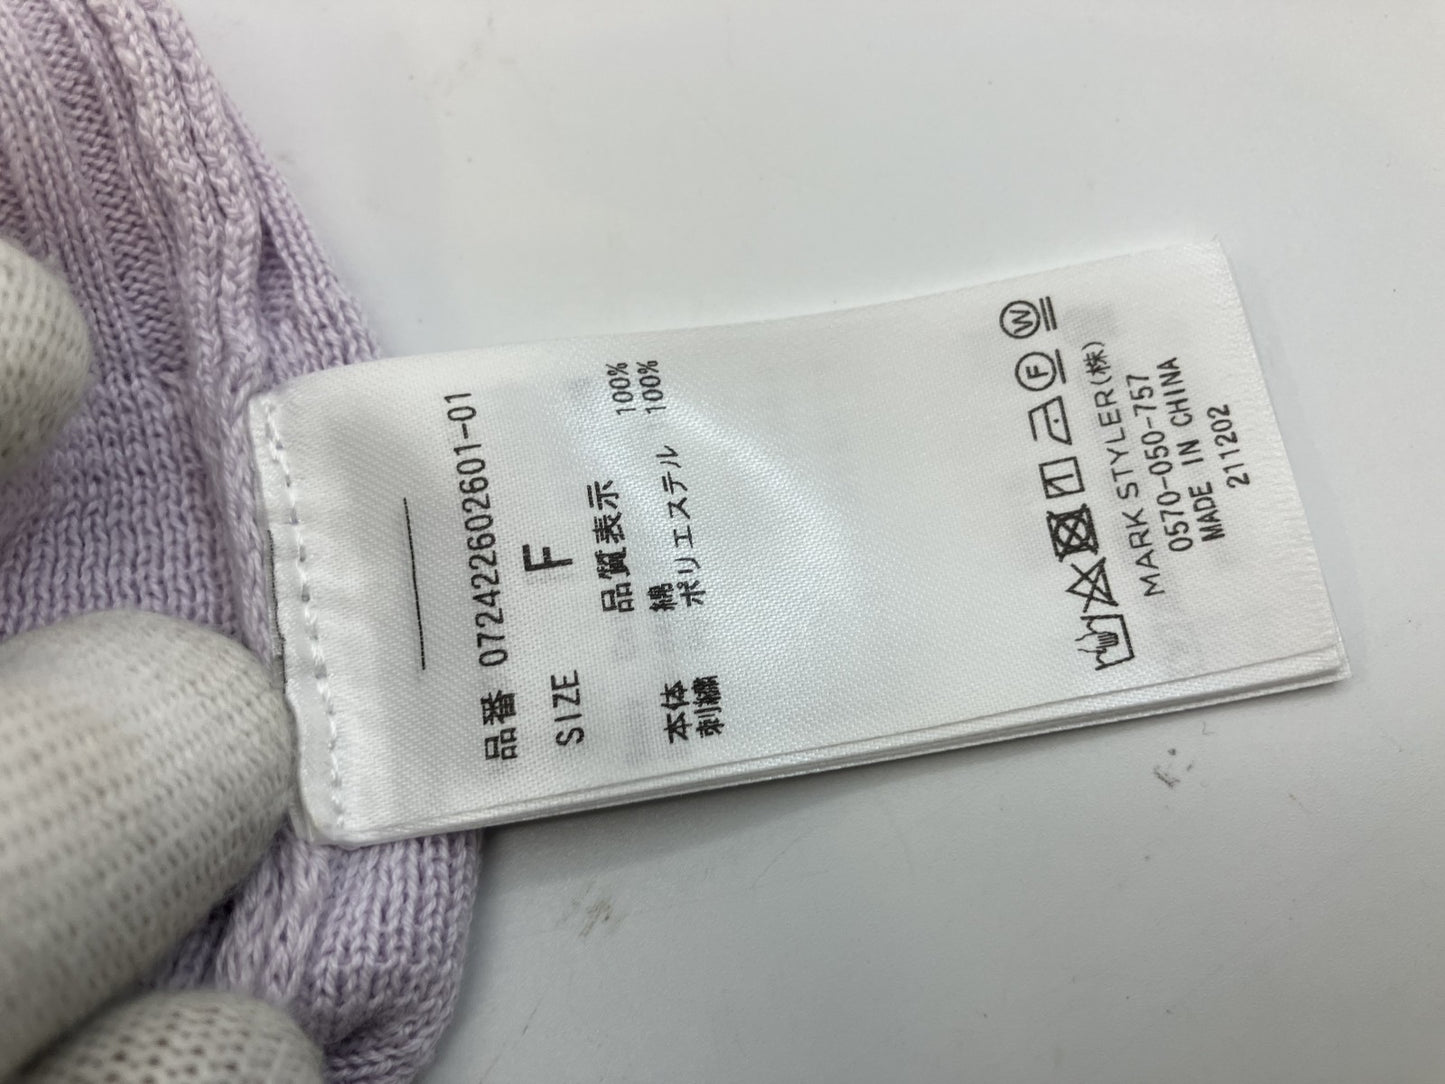 品番 072422602601-01
SIZE F
品質表示
本体 綿 100%
刺繍 ポリエステル 100%
F W
MARK STYLER(株)
0570-050-757
MADE IN CHINA
211202